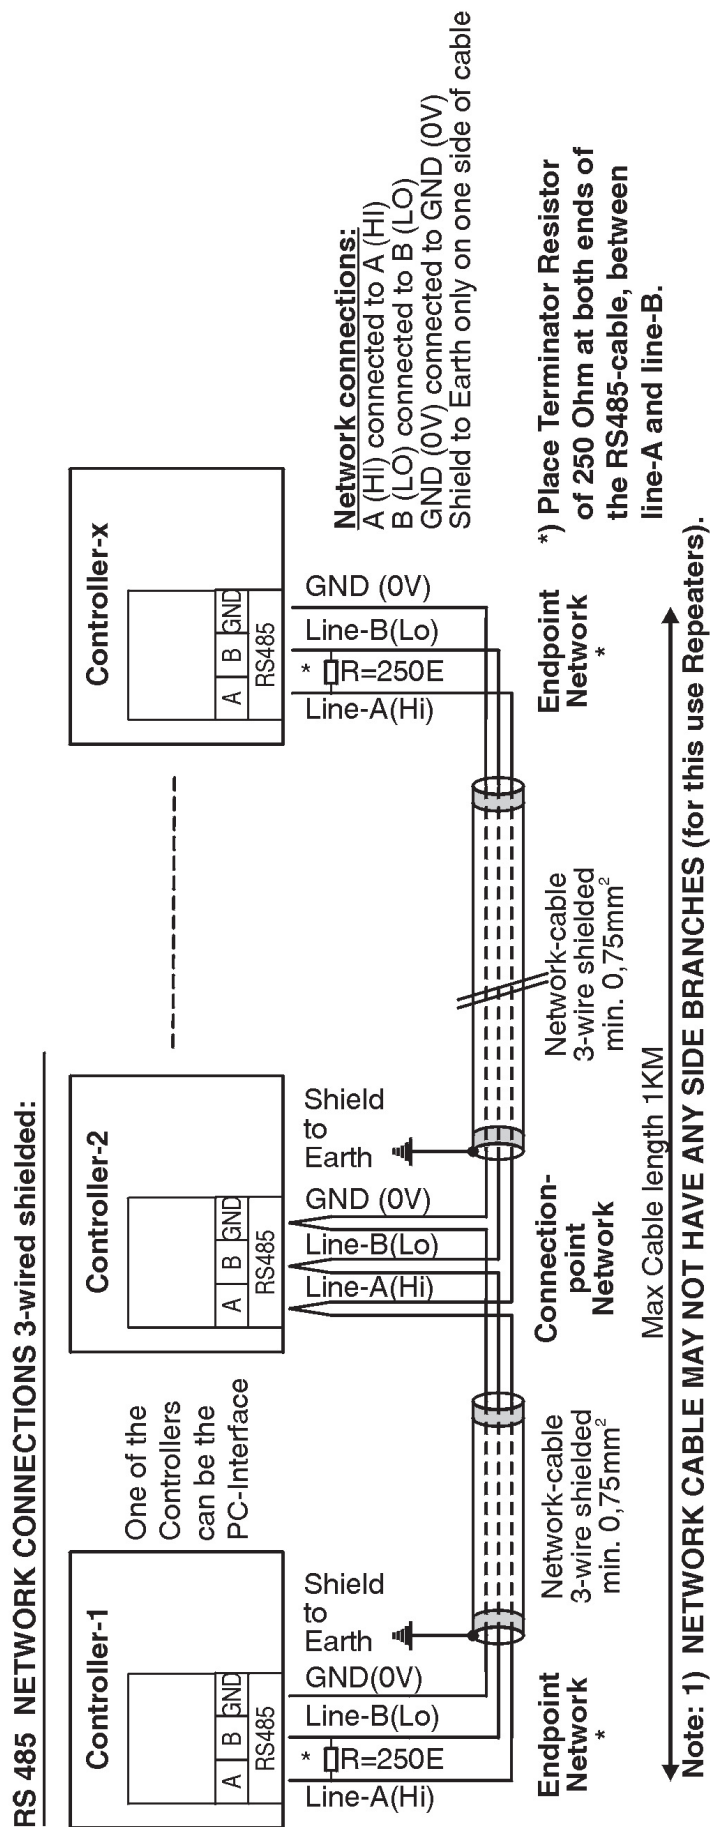 RS 485 NETWORK CONNECTIONS 3-wired shielded:
Controller-1
A B GND
RS485
Line-A(Hi)
* R=250E
Line-B(Lo)
GND(0V)
Shield
to
Earth
Endpoint
Network
*
One of the
Controllers
can be the
PC-Interface
Network-cable
3-wire shielded
min. 0,75mm²
Controller-2
A B GND
RS485
Line-A(Hi)
Line-B(Lo)
GND (0V)
Shield
to
Earth
Connection-
point
Network
Network-cable
3-wire shielded
min. 0,75mm²
Controller-x
A B GND
RS485
Line-A(Hi)
* R=250E
Line-B(Lo)
GND (0V)
Endpoint
Network
*
Network connections:
A (HI) connected to A (HI)
B (LO) connected to B (LO)
GND (0V) connected to GND (0V)
Shield to Earth only on one side of cable
*) Place Terminator Resistor
of 250 Ohm at both ends of
the RS485-cable, between
line-A and line-B.
Max Cable length 1KM
Note: 1) NETWORK CABLE MAY NOT HAVE ANY SIDE BRANCHES (for this use Repeaters).